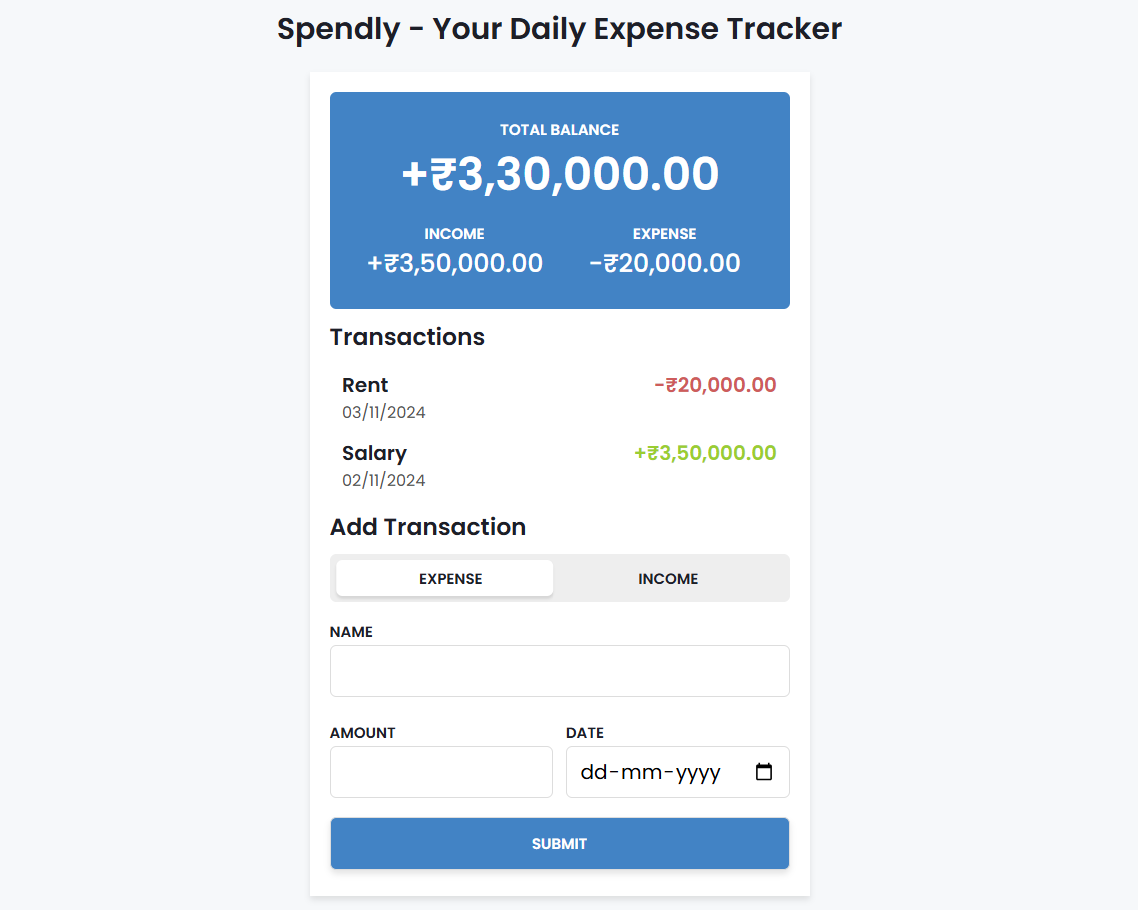 Spendly - Your Daily Expense Tracker
TOTAL BALANCE
+₹3,30,000.00
INCOME EXPENSE
+₹3,50,000.00 -₹20,000.00
Transactions
Rent -₹20,000.00
03/11/2024
Salary +₹3,50,000.00
02/11/2024
Add Transaction
EXPENSE INCOME
NAME
AMOUNT DATE
dd-mm-yyyy
SUBMIT